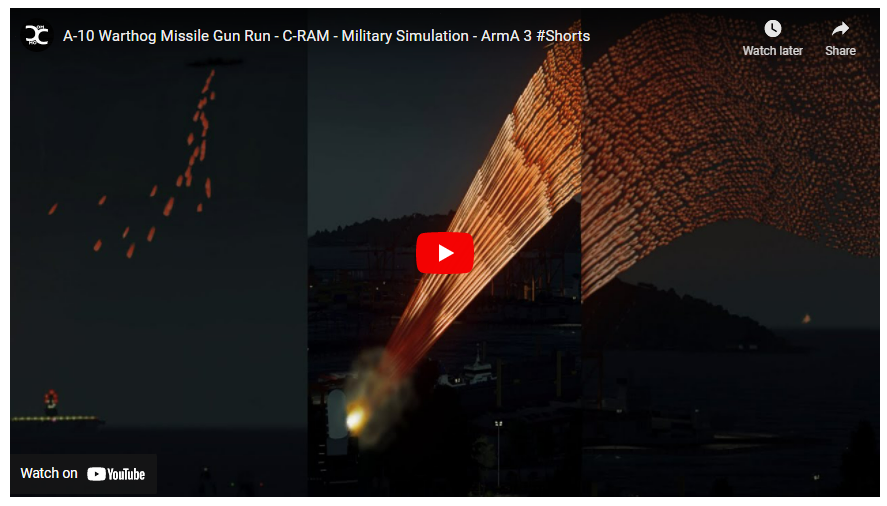 A-10 Warthog Missile Gun Run - C-RAM - Military Simulation - ArmA 3 #Shorts
Watch later
Share
Watch on YouTube